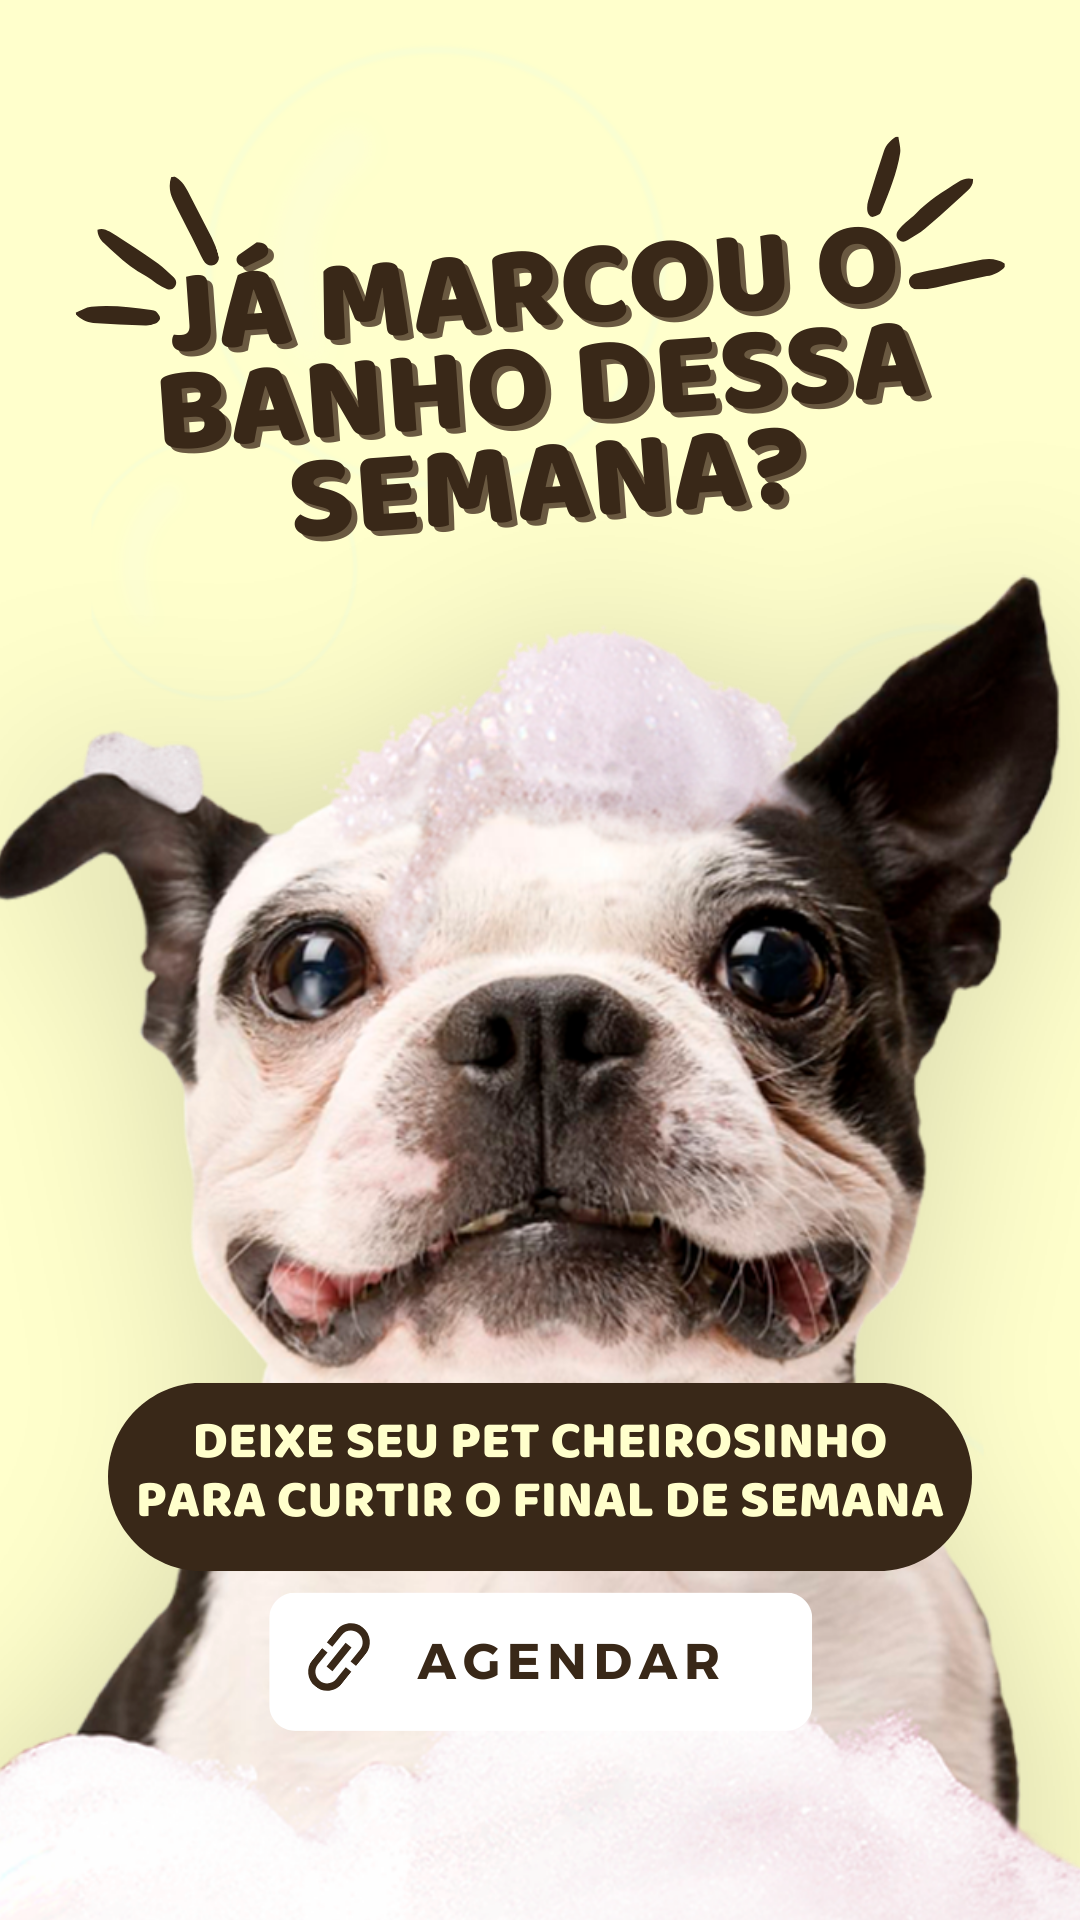 JÁ MARCOU O
BANHO DESSA
SEMANA?
DEIXE SEU PET CHEIROSINHO
PARA CURTIR O FINAL DE SEMANA
AGENDAR